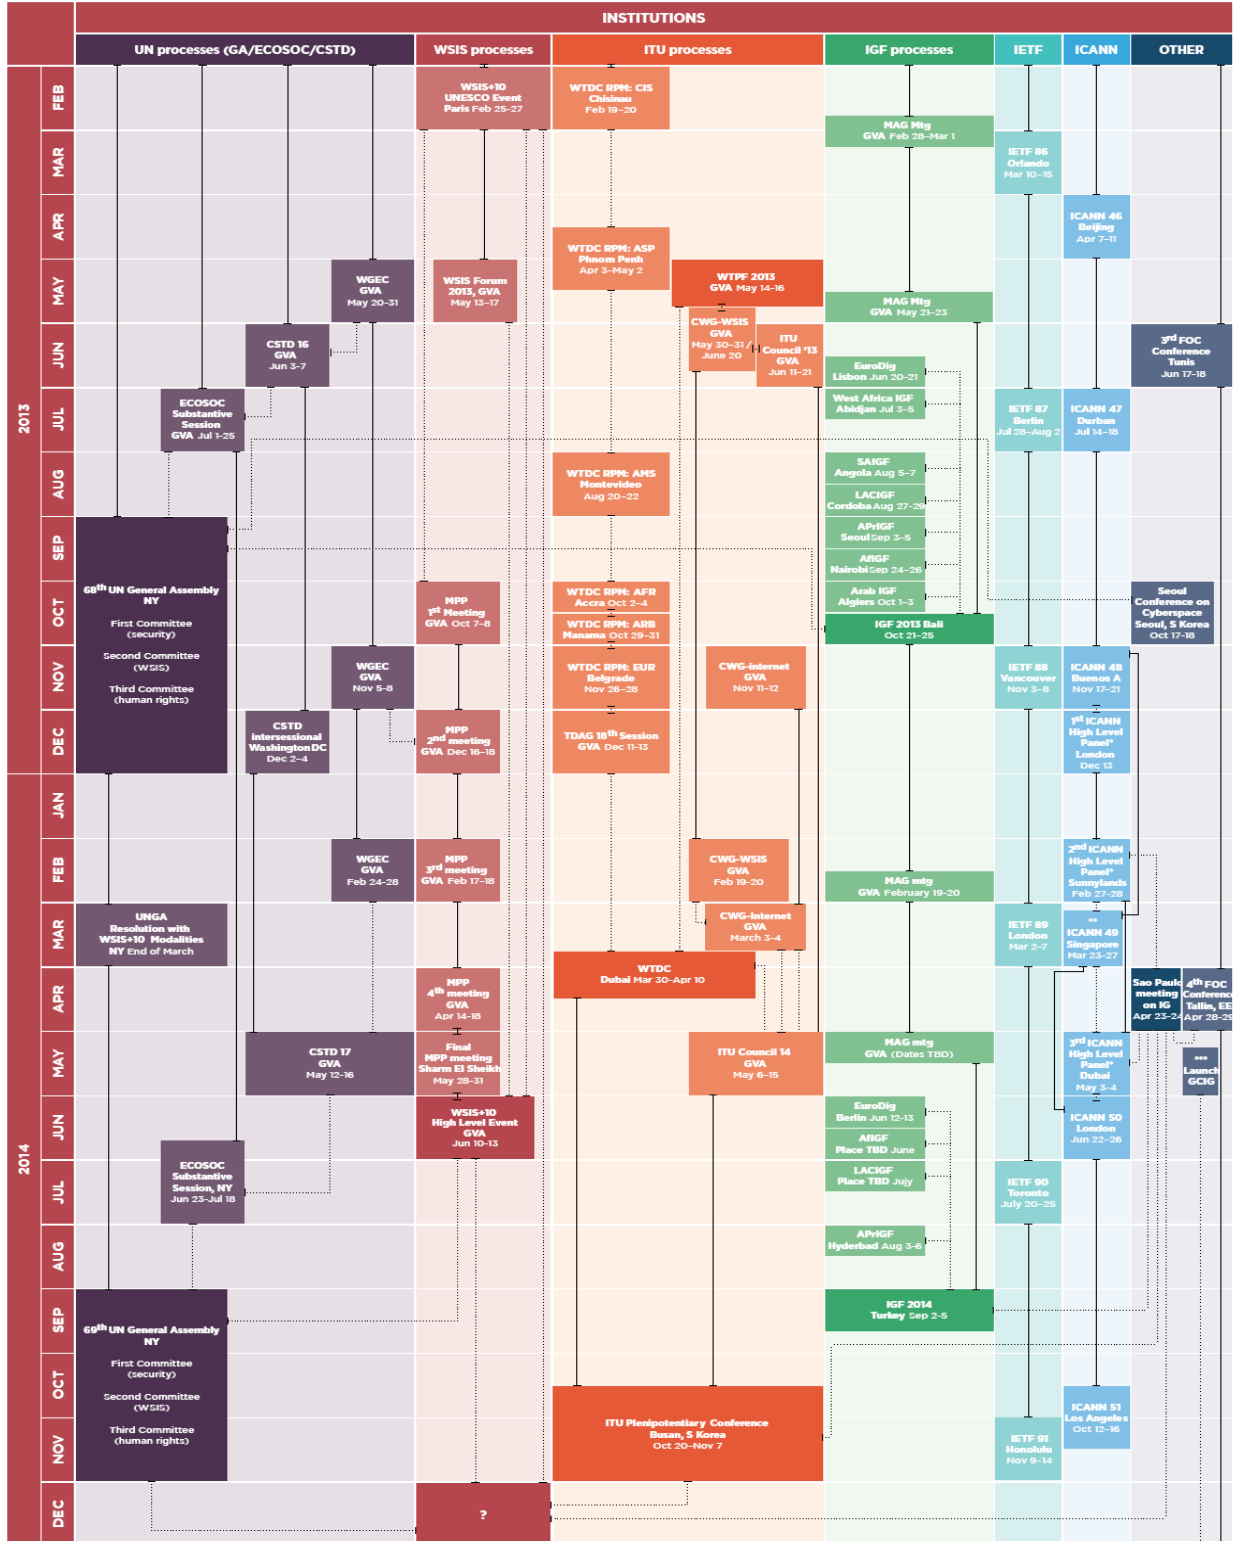 INSTITUTIONS
UN processes (GA/ECOSOC/CSTD)
WSIS processes
ITU processes
IGF processes
IETF
ICANN
OTHER
2013
FEB
WSIS+10
UNESCO Event
Paris Feb 25-27
WTDC RPM: CIS
Chisinau
Feb 19-20
MAG Mtg
GVA Feb 28-Mar 1
MAR
IETF 86
Orlando
Mar 10-15
APR
WTDC RPM: ASP
Phnom Penh
Apr 3-May 2
ICANN 46
Beijing
Apr 7-11
MAY
WGEC
GVA
May 20-31
WSIS Forum
2013, GVA
May 13-17
WTPF 2013
GVA May 14-16
MAG Mtg
GVA May 21-23
CWG-WSIS
GVA
May 30-31 /
June 20
JUN
CSTD 16
GVA
Jun 3-7
ITU
Council '13
GVA
Jun 11-21
EuroDig
Lisbon Jun 20-21
3rd FOC
Conference
Tunis
Jun 17-18
JUL
ECOSOC
Substantive
Session
GVA Jul 1-25
West Africa IGF
Abidjan Jul 3-5
IETF 87
Berlin
Jul 28-Aug 2
ICANN 47
Durban
Jul 14-18
AUG
WTDC RPM: AMS
Montevideo
Aug 20-22
SAIGF
Angola Aug 5-7
LACIGF
Cordoba Aug 27-29
SEP
APrIGF
Seoul Sep 3-5
AfIGF
Nairobi Sep 24-26
68th UN General Assembly
NY
First Committee
(security)
Second Committee
(WSIS)
Third Committee
(human rights)
OCT
MPP
1st Meeting
GVA Oct 7-8
WTDC RPM: AFR
Accra Oct 2-4
WTDC RPM: ARB
Manama Oct 29-31
Arab IGF
Algiers Oct 1-3
IGF 2013 Bali
Oct 21-25
Seoul
Conference on
Cyberspace
Seoul, S Korea
Oct 17-18
NOV
WGEC
GVA
Nov 5-8
WTDC RPM: EUR
Belgrade
Nov 26-28
CWG-internet
GVA
Nov 11-12
IETF 88
Vancouver
Nov 3-8
ICANN 48
Buenos A
Nov 17-21
DEC
CSTD
intersessional
Washington DC
Dec 2-4
MPP
2nd meeting
GVA Dec 16-18
TDAG 18th Session
GVA Dec 11-13
1st ICANN
High Level
Panel*
London
Dec 13
2014
JAN
FEB
WGEC
GVA
Feb 24-28
MPP
3rd meeting
GVA Feb 17-18
CWG-WSIS
GVA
Feb 19-20
MAG mtg
GVA February 19-20
2nd ICANN
High Level
Panel*
Sunnylands
Feb 27-28
MAR
UNGA
Resolution with
WSIS+10 Modalities
NY End of March
CWG-Internet
GVA
March 3-4
IETF 89
London
Mar 2-7
**
ICANN 49
Singapore
Mar 23-27
WTDC
Dubai Mar 30-Apr 10
APR
MPP
4th meeting
GVA
Apr 14-18
Sao Paulo
meeting
on IG
Apr 23-24
4th FOC
Conference
Tallin, EE
Apr 28-29
MAY
CSTD 17
GVA
May 12-16
Final
MPP meeting
Sharm El Sheikh
May 28-31
ITU Council 14
GVA
May 6-15
MAG mtg
GVA (Dates TBD)
3rd ICANN
High Level
Panel*
Dubai
May 3-4
***
Launch
GCIG
JUN
WSIS+10
High Level Event
GVA
Jun 10-13
EuroDig
Berlin Jun 12-13
AfIGF
Place TBD June
ICANN 50
London
Jun 22-26
JUL
ECOSOC
Substantive
Session, NY
Jun 23-Jul 18
LACIGF
Place TBD Jujy
IETF 90
Toronto
July 20-25
AUG
APrIGF
Hyderbad Aug 3-6
SEP
IGF 2014
Turkey Sep 2-5
69th UN General Assembly
NY
First Committee
(security)
Second Committee
(WSIS)
Third Committee
(human rights)
OCT
ITU Plenipotentiary Conference
Busan, S Korea
Oct 20-Nov 7
ICANN 51
Los Angeles
Oct 12-16
NOV
IETF 91
Honolulu
Nov 9-14
DEC
?